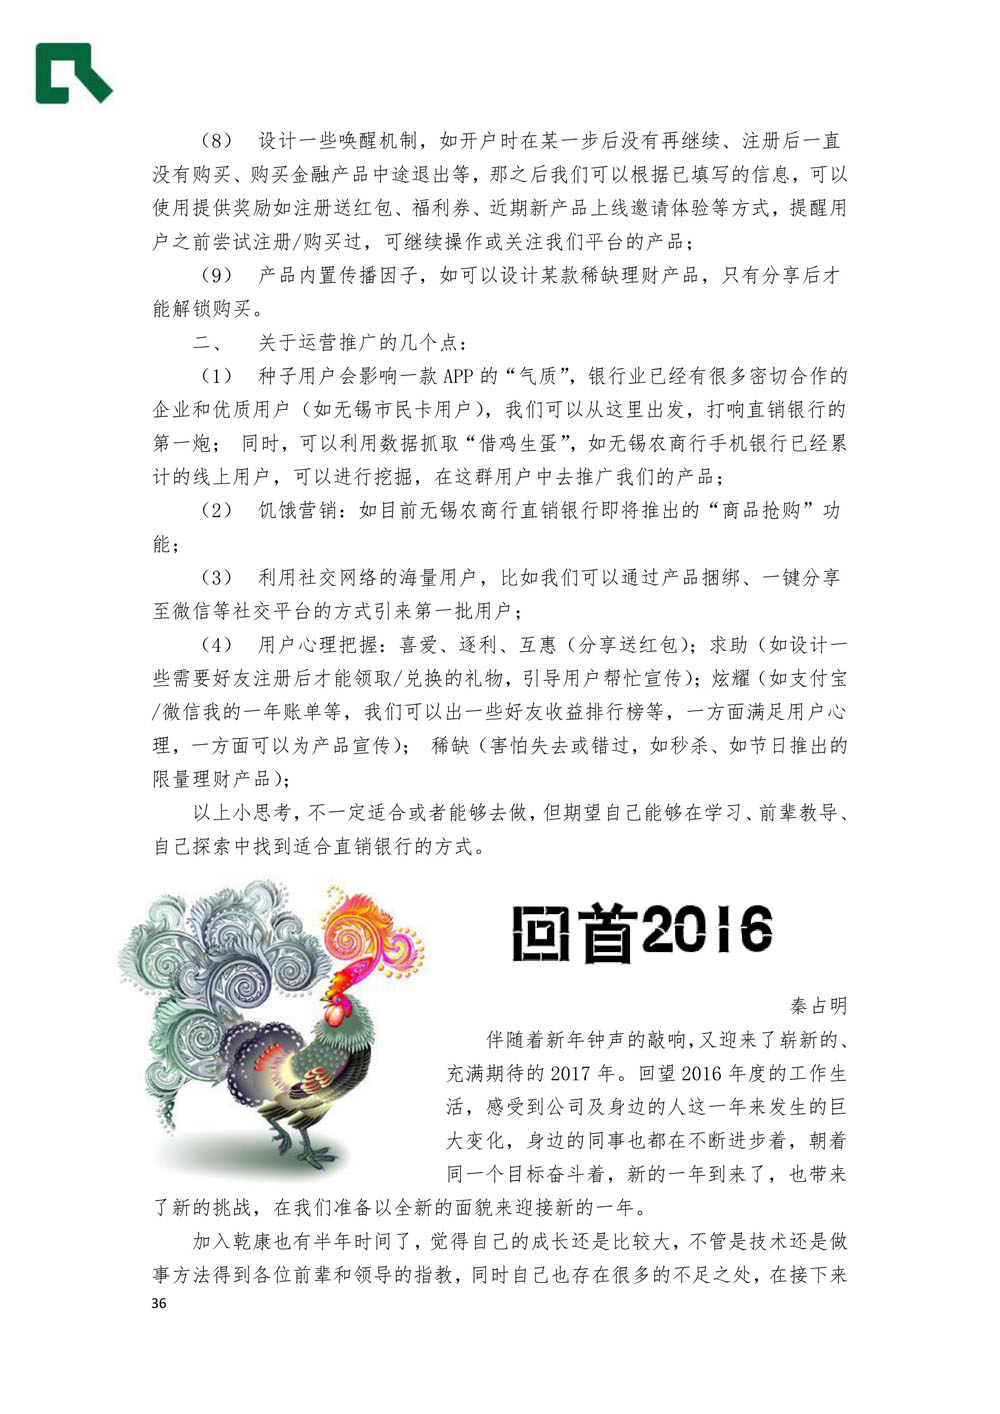 （8） 设计一些唤醒机制，如开户时在某一步后没有再继续、注册后一直
没有购买、购买金融产品中途退出等，那之后我们可以根据已填写的信息，可以
使用提供奖励如注册送红包、福利券、近期新产品上线邀请体验等方式，提醒用
户之前尝试注册/购买过，可继续操作或关注我们平台的产品；
（9） 产品内置传播因子，如可以设计某款稀缺理财产品，只有分享后才
能解锁购买。
二、 关于运营推广的几个点：
（1） 种子用户会影响一款 APP 的“气质”，银行业已经有很多密切合作的
企业和优质用户（如无锡市民卡用户），我们可以从这里出发，打响直销银行的
第一炮； 同时，可以利用数据抓取“借鸡生蛋”，如无锡农商行手机银行已经累
计的线上用户，可以进行挖掘，在这群用户中去推广我们的产品；
（2） 饥饿营销：如目前无锡农商行直销银行即将推出的“商品抢购”功
能；
（3） 利用社交网络的海量用户，比如我们可以通过产品捆绑、一键分享
至微信等社交平台的方式引来第一批用户；
（4） 用户心理把握：喜爱、逐利、互惠（分享送红包）；求助（如设计一
些需要好友注册后才能领取/兑换的礼物，引导用户帮忙宣传）；炫耀（如支付宝
/微信我的一年账单等，我们可以出一些好友收益排行榜等，一方面满足用户心
理，一方面可以为产品宣传）； 稀缺（害怕失去或错过，如秒杀、如节日推出的
限量理财产品）；
以上小思考，不一定适合或者能够去做，但期望自己能够在学习、前辈教导、
自己探索中找到适合直销银行的方式。
回首2016
秦占明
伴随着新年钟声的敲响，又迎来了崭新的、
充满期待的 2017 年。回望 2016 年度的工作生
活，感受到公司及身边的人这一年来发生的巨
大变化，身边的同事也都在不断进步着，朝着
同一个目标奋斗着，新的一年到来了，也带来
了新的挑战，在我们准备以全新的面貌来迎接新的一年。
加入乾康也有半年时间了，觉得自己的成长还是比较大，不管是技术还是做
事方法得到各位前辈和领导的指教，同时自己也存在很多的不足之处，在接下来
36